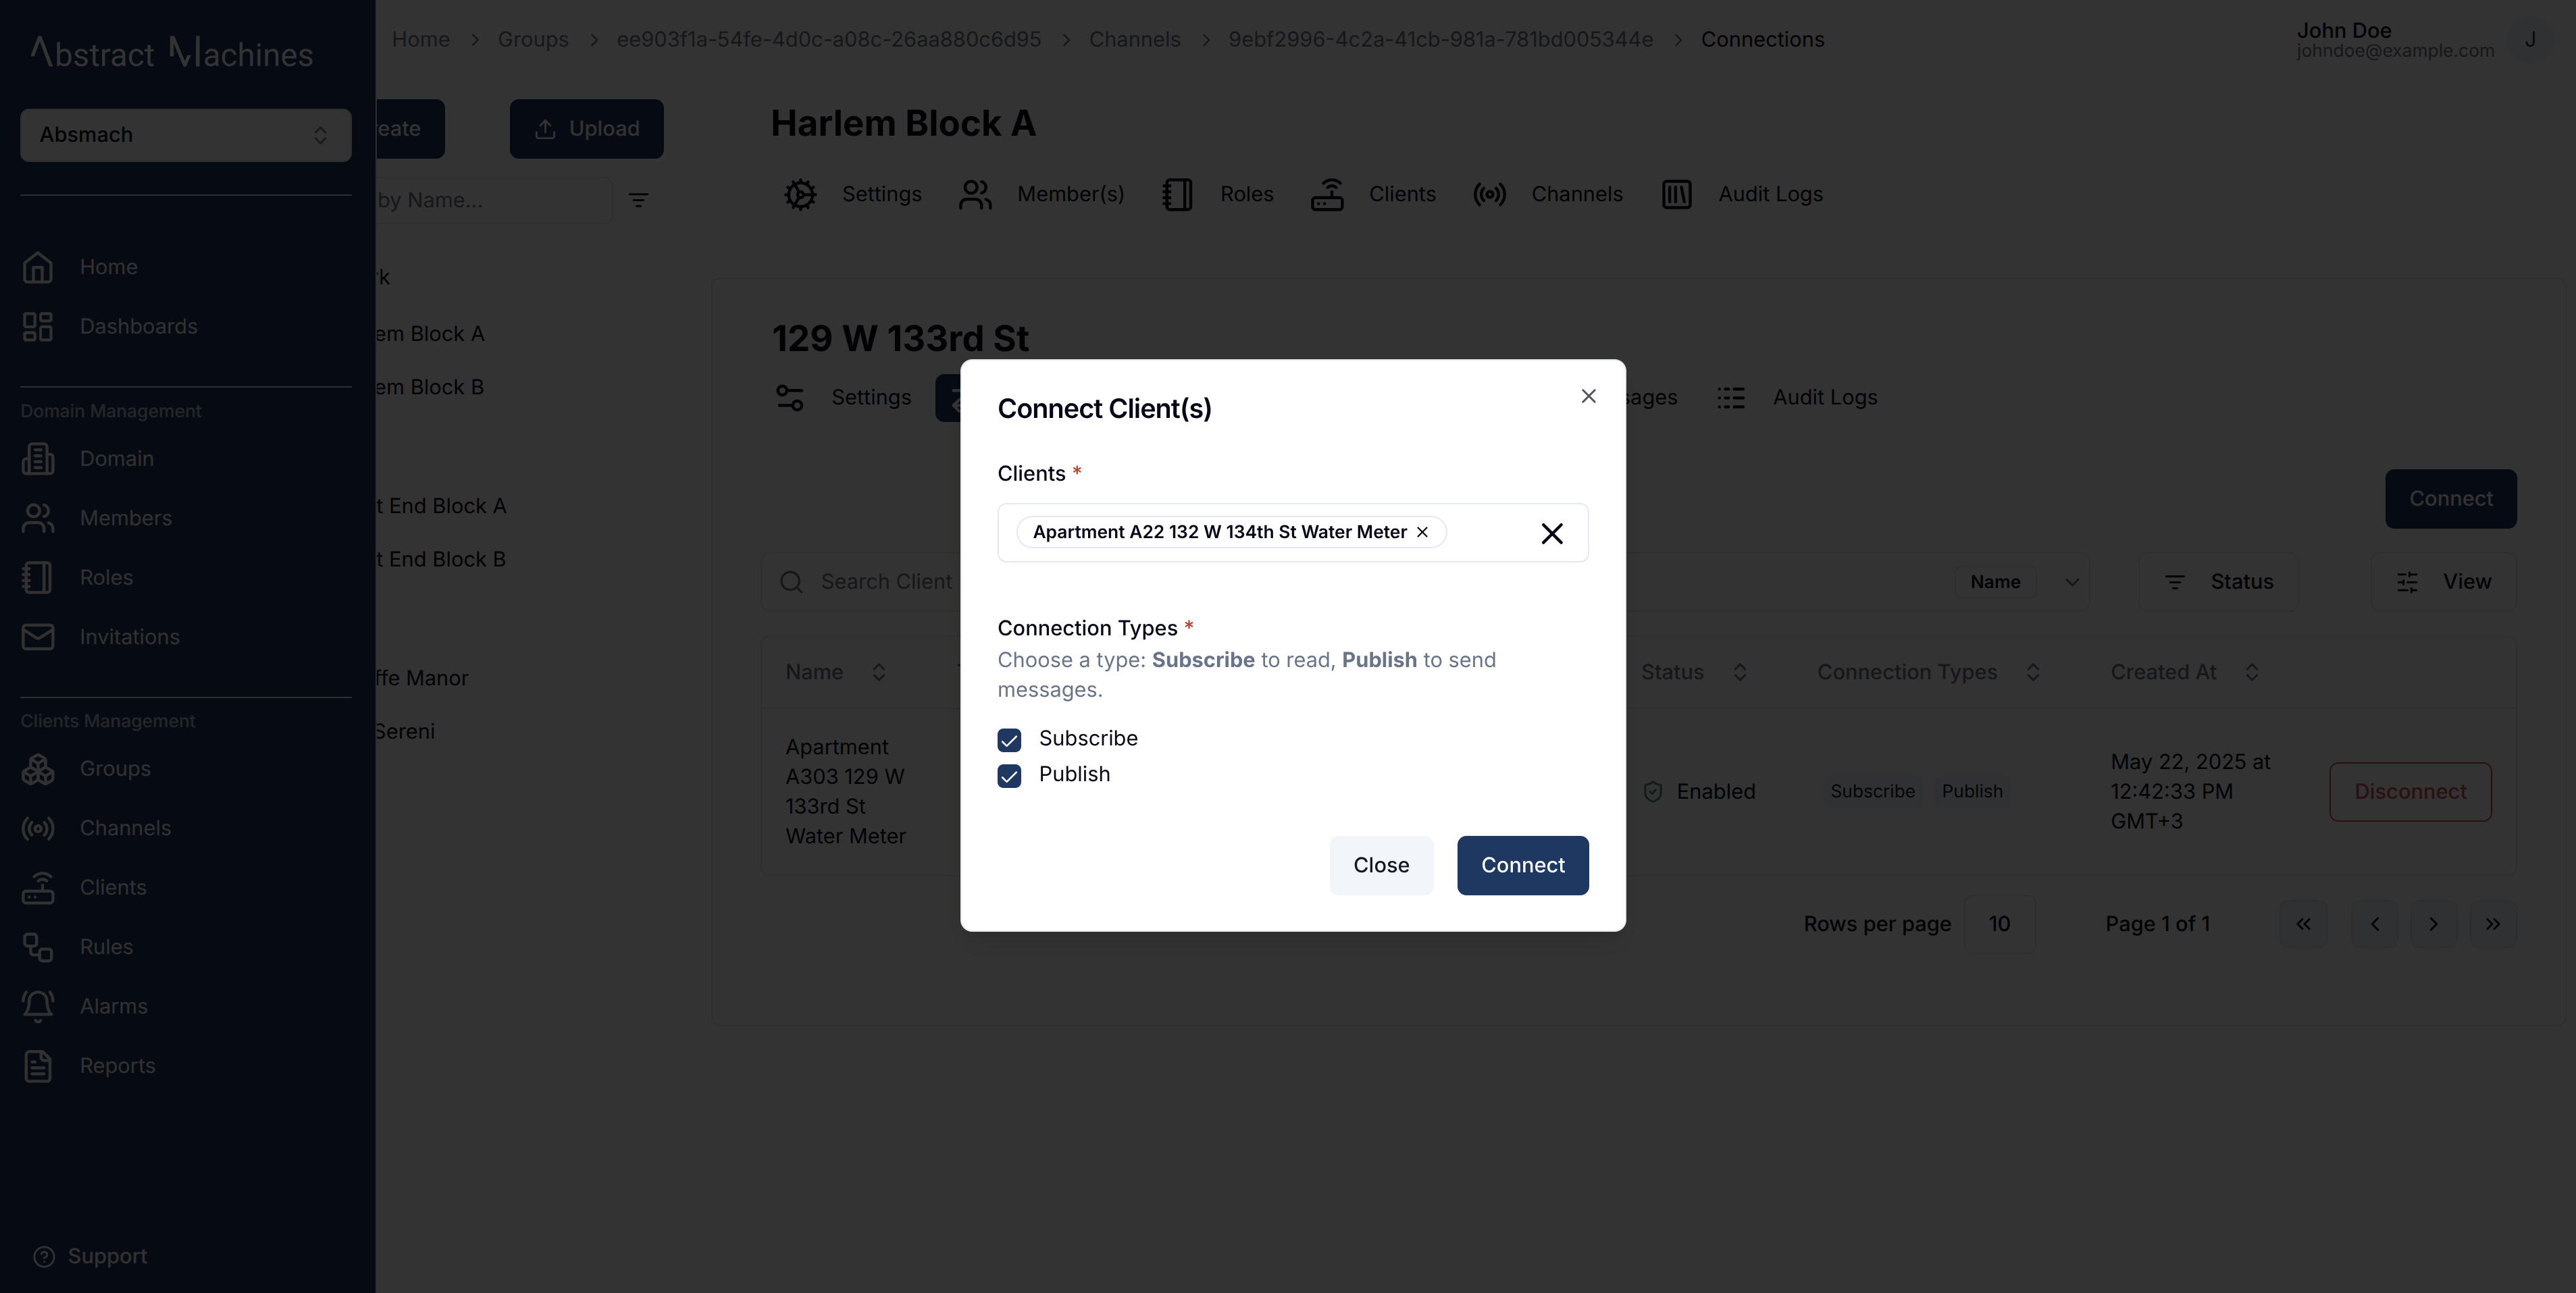 Abstract Machines
Absmach
Home
Dashboards
Domain Management
Domain
Members
Roles
Invitations
Clients Management
Groups
Channels
Clients
Rules
Alarms
Reports
Support
Home > Groups > ee903f1a-54fe-4d0c-a08c-26aa880c6d95 > Channels > 9ebf2996-4c2a-41cb-981a-781bd005344e > Connections
John Doe
johndoe@example.com
J
reate
Upload
by Name...
rk
em Block A
em Block B
t End Block A
t End Block B
ffe Manor
Sereni
Harlem Block A
Settings Member(s) Roles Clients Channels Audit Logs
129 W 133rd St
Settings sages Audit Logs
Connect
Search Client Name Status View
Name Status Connection Types Created At
Apartment
A303 129 W
133rd St
Water Meter
Enabled
Subscribe Publish
May 22, 2025 at
12:42:33 PM
GMT+3
Disconnect
Rows per page 10 Page 1 of 1
Connect Client(s)
Clients *
Apartment A22 132 W 134th St Water Meter
Connection Types *
Choose a type: Subscribe to read, Publish to send
messages.
Subscribe
Publish
Close Connect